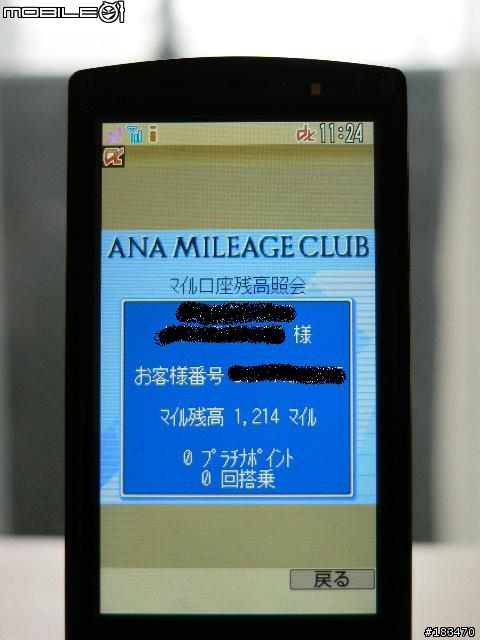 MOBILE01
11:24
ANA MILEAGE CLUB
マイル口座残高照会
様
お客様番号
マイル残高 1,214 マイル
0 プラチナポイント
0 回搭乗
戻る
#183470